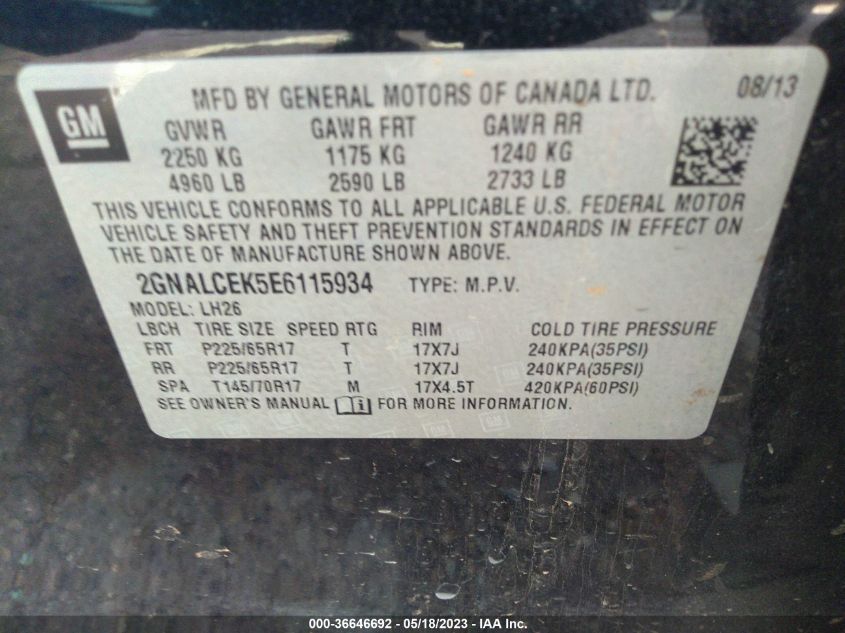 GM
MFD BY GENERAL MOTORS OF CANADA LTD. 08/13
GVWR GAWR FRT GAWR RR
2250 KG 1175 KG 1240 KG
4960 LB 2590 LB 2733 LB
THIS VEHICLE CONFORMS TO ALL APPLICABLE U.S. FEDERAL MOTOR
VEHICLE SAFETY AND THEFT PREVENTION STANDARDS IN EFFECT ON
THE DATE OF MANUFACTURE SHOWN ABOVE.
2GNALCEK5E6115934 TYPE: M.P.V.
MODEL: LH26
LBCH TIRE SIZE SPEED RTG RIM COLD TIRE PRESSURE
FRT P225/65R17 T 17X7J 240KPA(35PSI)
RR P225/65R17 T 17X7J 240KPA(35PSI)
SPA T145/70R17 M 17X4.5T 420KPA(60PSI)
SEE OWNER'S MANUAL FOR MORE INFORMATION.
000-36646692 - 05/18/2023 - IAA Inc.